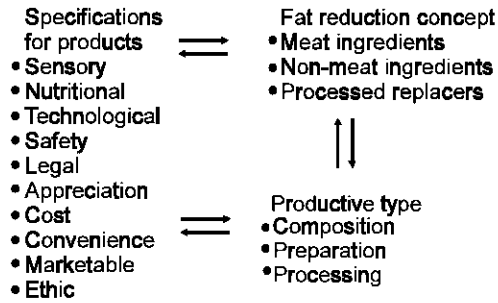 Specifications
for products
• Sensory
• Nutritional
• Technological
• Safety
• Legal
• Appreciation
• Cost
• Convenience
• Marketable
• Ethic
Fat reduction concept
• Meat ingredients
• Non-meat ingredients
• Processed replacers
Productive type
• Composition
• Preparation
• Processing